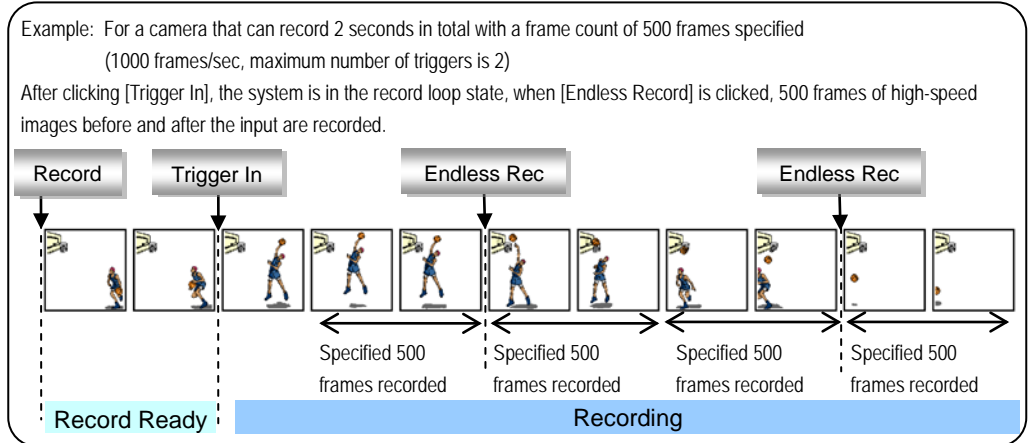 Example: For a camera that can record 2 seconds in total with a frame count of 500 frames specified
(1000 frames/sec, maximum number of triggers is 2)
After clicking [Trigger In], the system is in the record loop state, when [Endless Record] is clicked, 500 frames of high-speed
images before and after the input are recorded.
Record
Trigger In
Endless Rec
Endless Rec
Specified 500
frames recorded
Specified 500
frames recorded
Specified 500
frames recorded
Specified 500
frames recorded
Record Ready
Recording